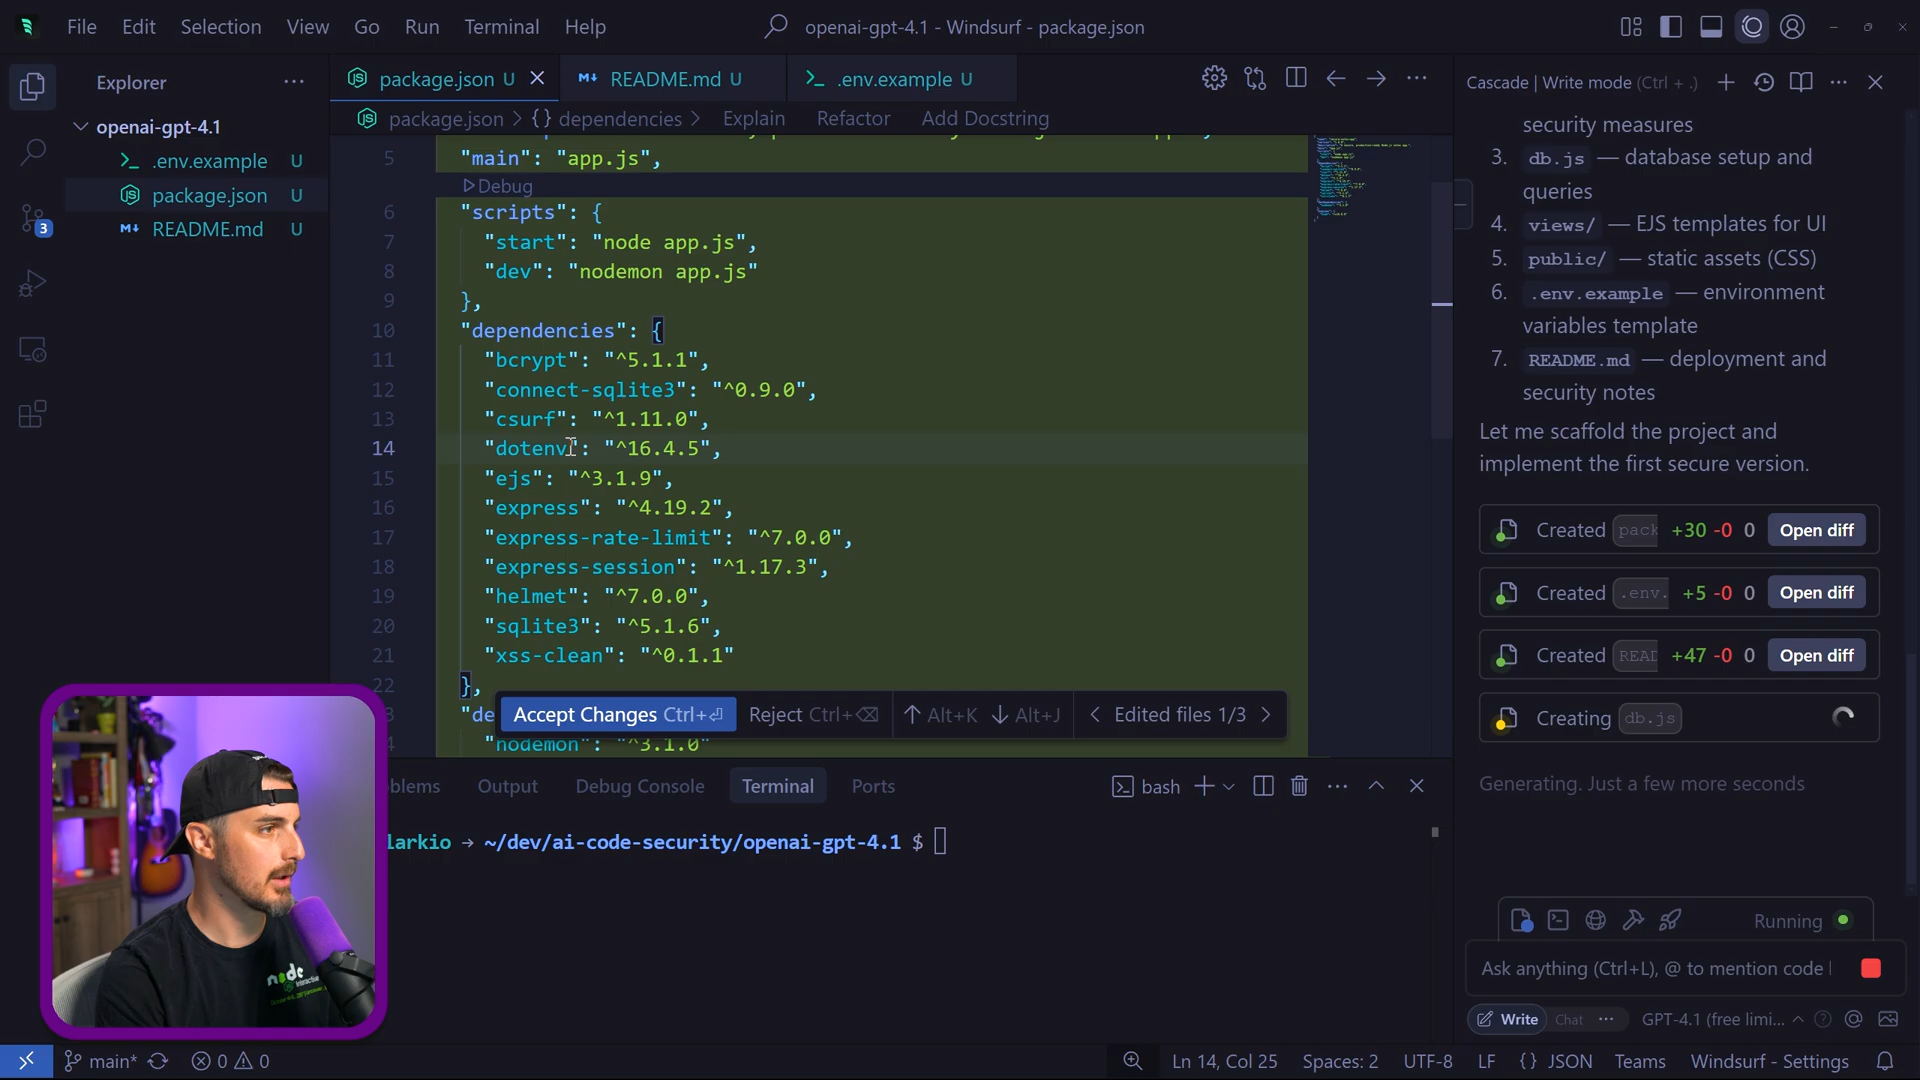 File Edit Selection View Go Run Terminal Help
openai-gpt-4.1 - Windsurf - package.json
Explorer
openai-gpt-4.1
.env.example U
package.json U
README.md U
3
package.json U
README.md U
.env.example U
package.json > {} dependencies > Explain Refactor Add Docstring
5 "main": "app.js",
Debug
6 "scripts": {
7 "start": "node app.js",
8 "dev": "nodemon app.js"
9 },
10 "dependencies": {
11 "bcrypt": "^5.1.1",
12 "connect-sqlite3": "^0.9.0",
13 "csurf": "^1.11.0",
14 "dotenv": "^16.4.5",
15 "ejs": "^3.1.9",
16 "express": "^4.19.2",
17 "express-rate-limit": "^7.0.0",
18 "express-session": "^1.17.3",
19 "helmet": "^7.0.0",
20 "sqlite3": "^5.1.6",
21 "xss-clean": "^0.1.1"
22 },
"de
"nodemon": "^3.1.0"
Accept Changes Ctrl+⏎ Reject Ctrl+⌫ ↑ Alt+K ↓ Alt+J < Edited files 1/3 >
blems Output Debug Console Terminal Ports
bash
larkio → ~/dev/ai-code-security/openai-gpt-4.1 $
node
Cascade | Write mode (Ctrl + .)
security measures
3. db.js — database setup and
queries
4. views/ — EJS templates for UI
5. public/ — static assets (CSS)
6. .env.example — environment
variables template
7. README.md — deployment and
security notes
Let me scaffold the project and
implement the first secure version.
Created pack +30 -0 0 Open diff
Created .env. +5 -0 0 Open diff
Created READ +47 -0 0 Open diff
Creating db.js
Generating. Just a few more seconds
Running
Ask anything (Ctrl+L), @ to mention code
Write Chat GPT-4.1 (free limi...
main* 0 0
Ln 14, Col 25 Spaces: 2 UTF-8 LF {} JSON Teams Windsurf - Settings